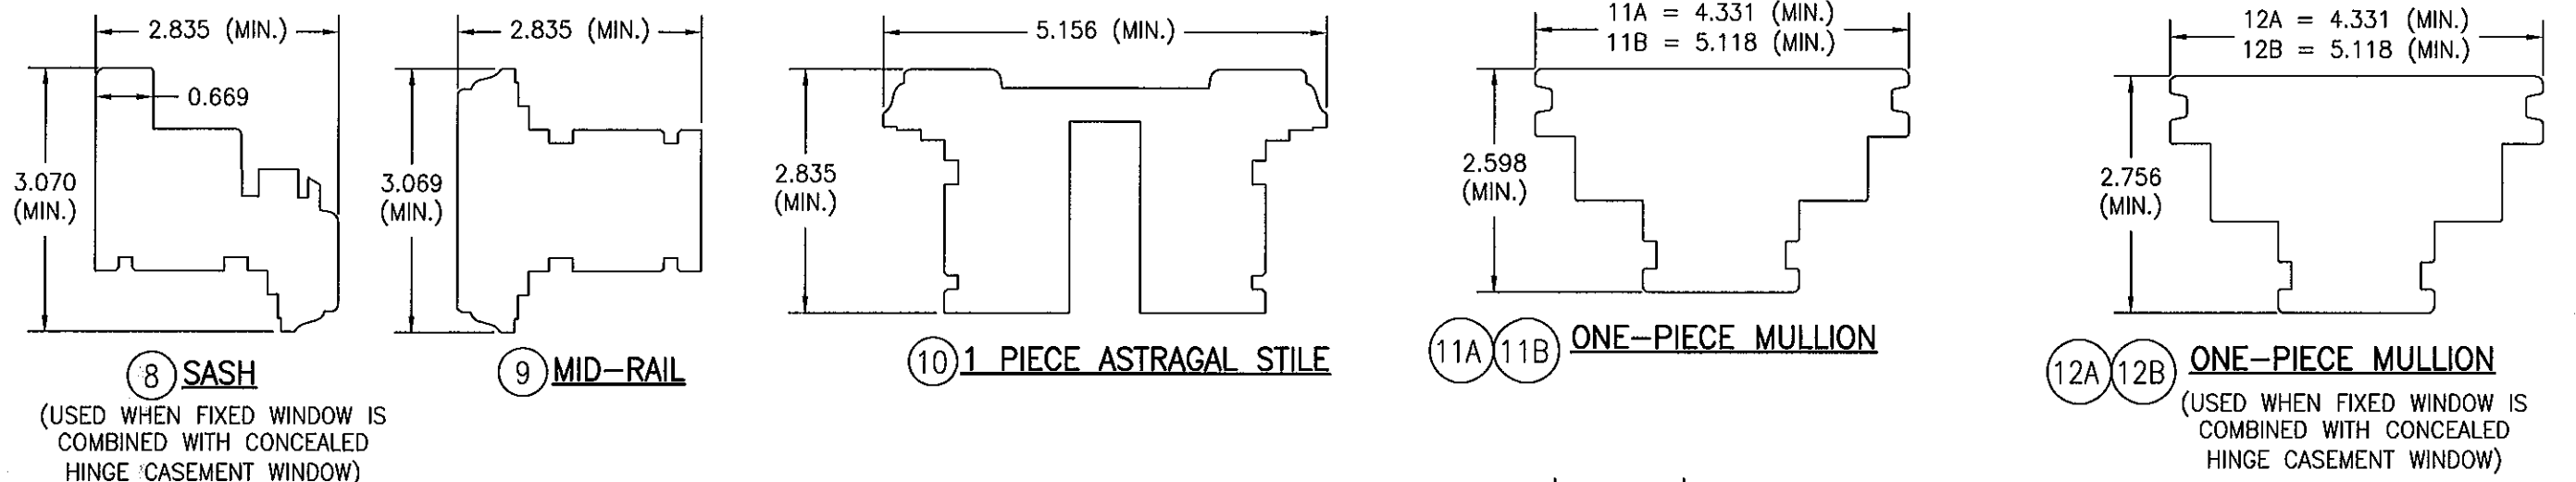 2.835 (MIN.)
0.669
3.070
(MIN.)
8 SASH
(USED WHEN FIXED WINDOW IS
COMBINED WITH CONCEALED
HINGE CASEMENT WINDOW)
2.835 (MIN.)
3.069
(MIN.)
9 MID-RAIL
5.156 (MIN.)
2.835
(MIN.)
10 1 PIECE ASTRAGAL STILE
11A = 4.331 (MIN.)
11B = 5.118 (MIN.)
2.598
(MIN.)
11A 11B ONE-PIECE MULLION
12A = 4.331 (MIN.)
12B = 5.118 (MIN.)
2.756
(MIN.)
12A 12B ONE-PIECE MULLION
(USED WHEN FIXED WINDOW IS
COMBINED WITH CONCEALED
HINGE CASEMENT WINDOW)